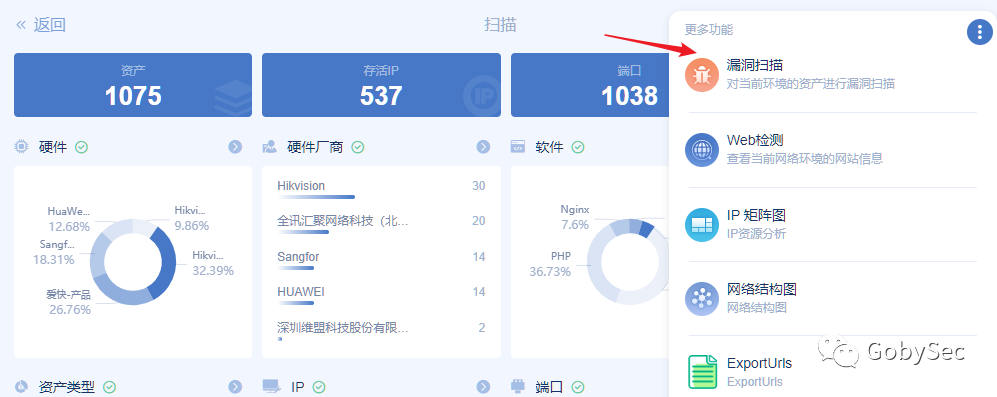 返回
扫描
资产
1075
存活IP
537
端口
1038
硬件
HuaWe...
12.68%
Hikvi...
9.86%
Sangf...
18.31%
Hikvi...
32.39%
爱快-产品
26.76%
硬件厂商
Hikvision 30
全讯汇聚网络科技（北... 20
Sangfor 14
HUAWEI 14
深圳维盟科技股份有限... 2
软件
Nginx
7.6%
PHP
36.73%
资产类型
IP
端口
更多功能
漏洞扫描
对当前环境的资产进行漏洞扫描
Web检测
查看当前网络环境的网站信息
IP 矩阵图
IP资源分析
网络结构图
网络结构图
ExportUrls
ExportUrls
GobySec